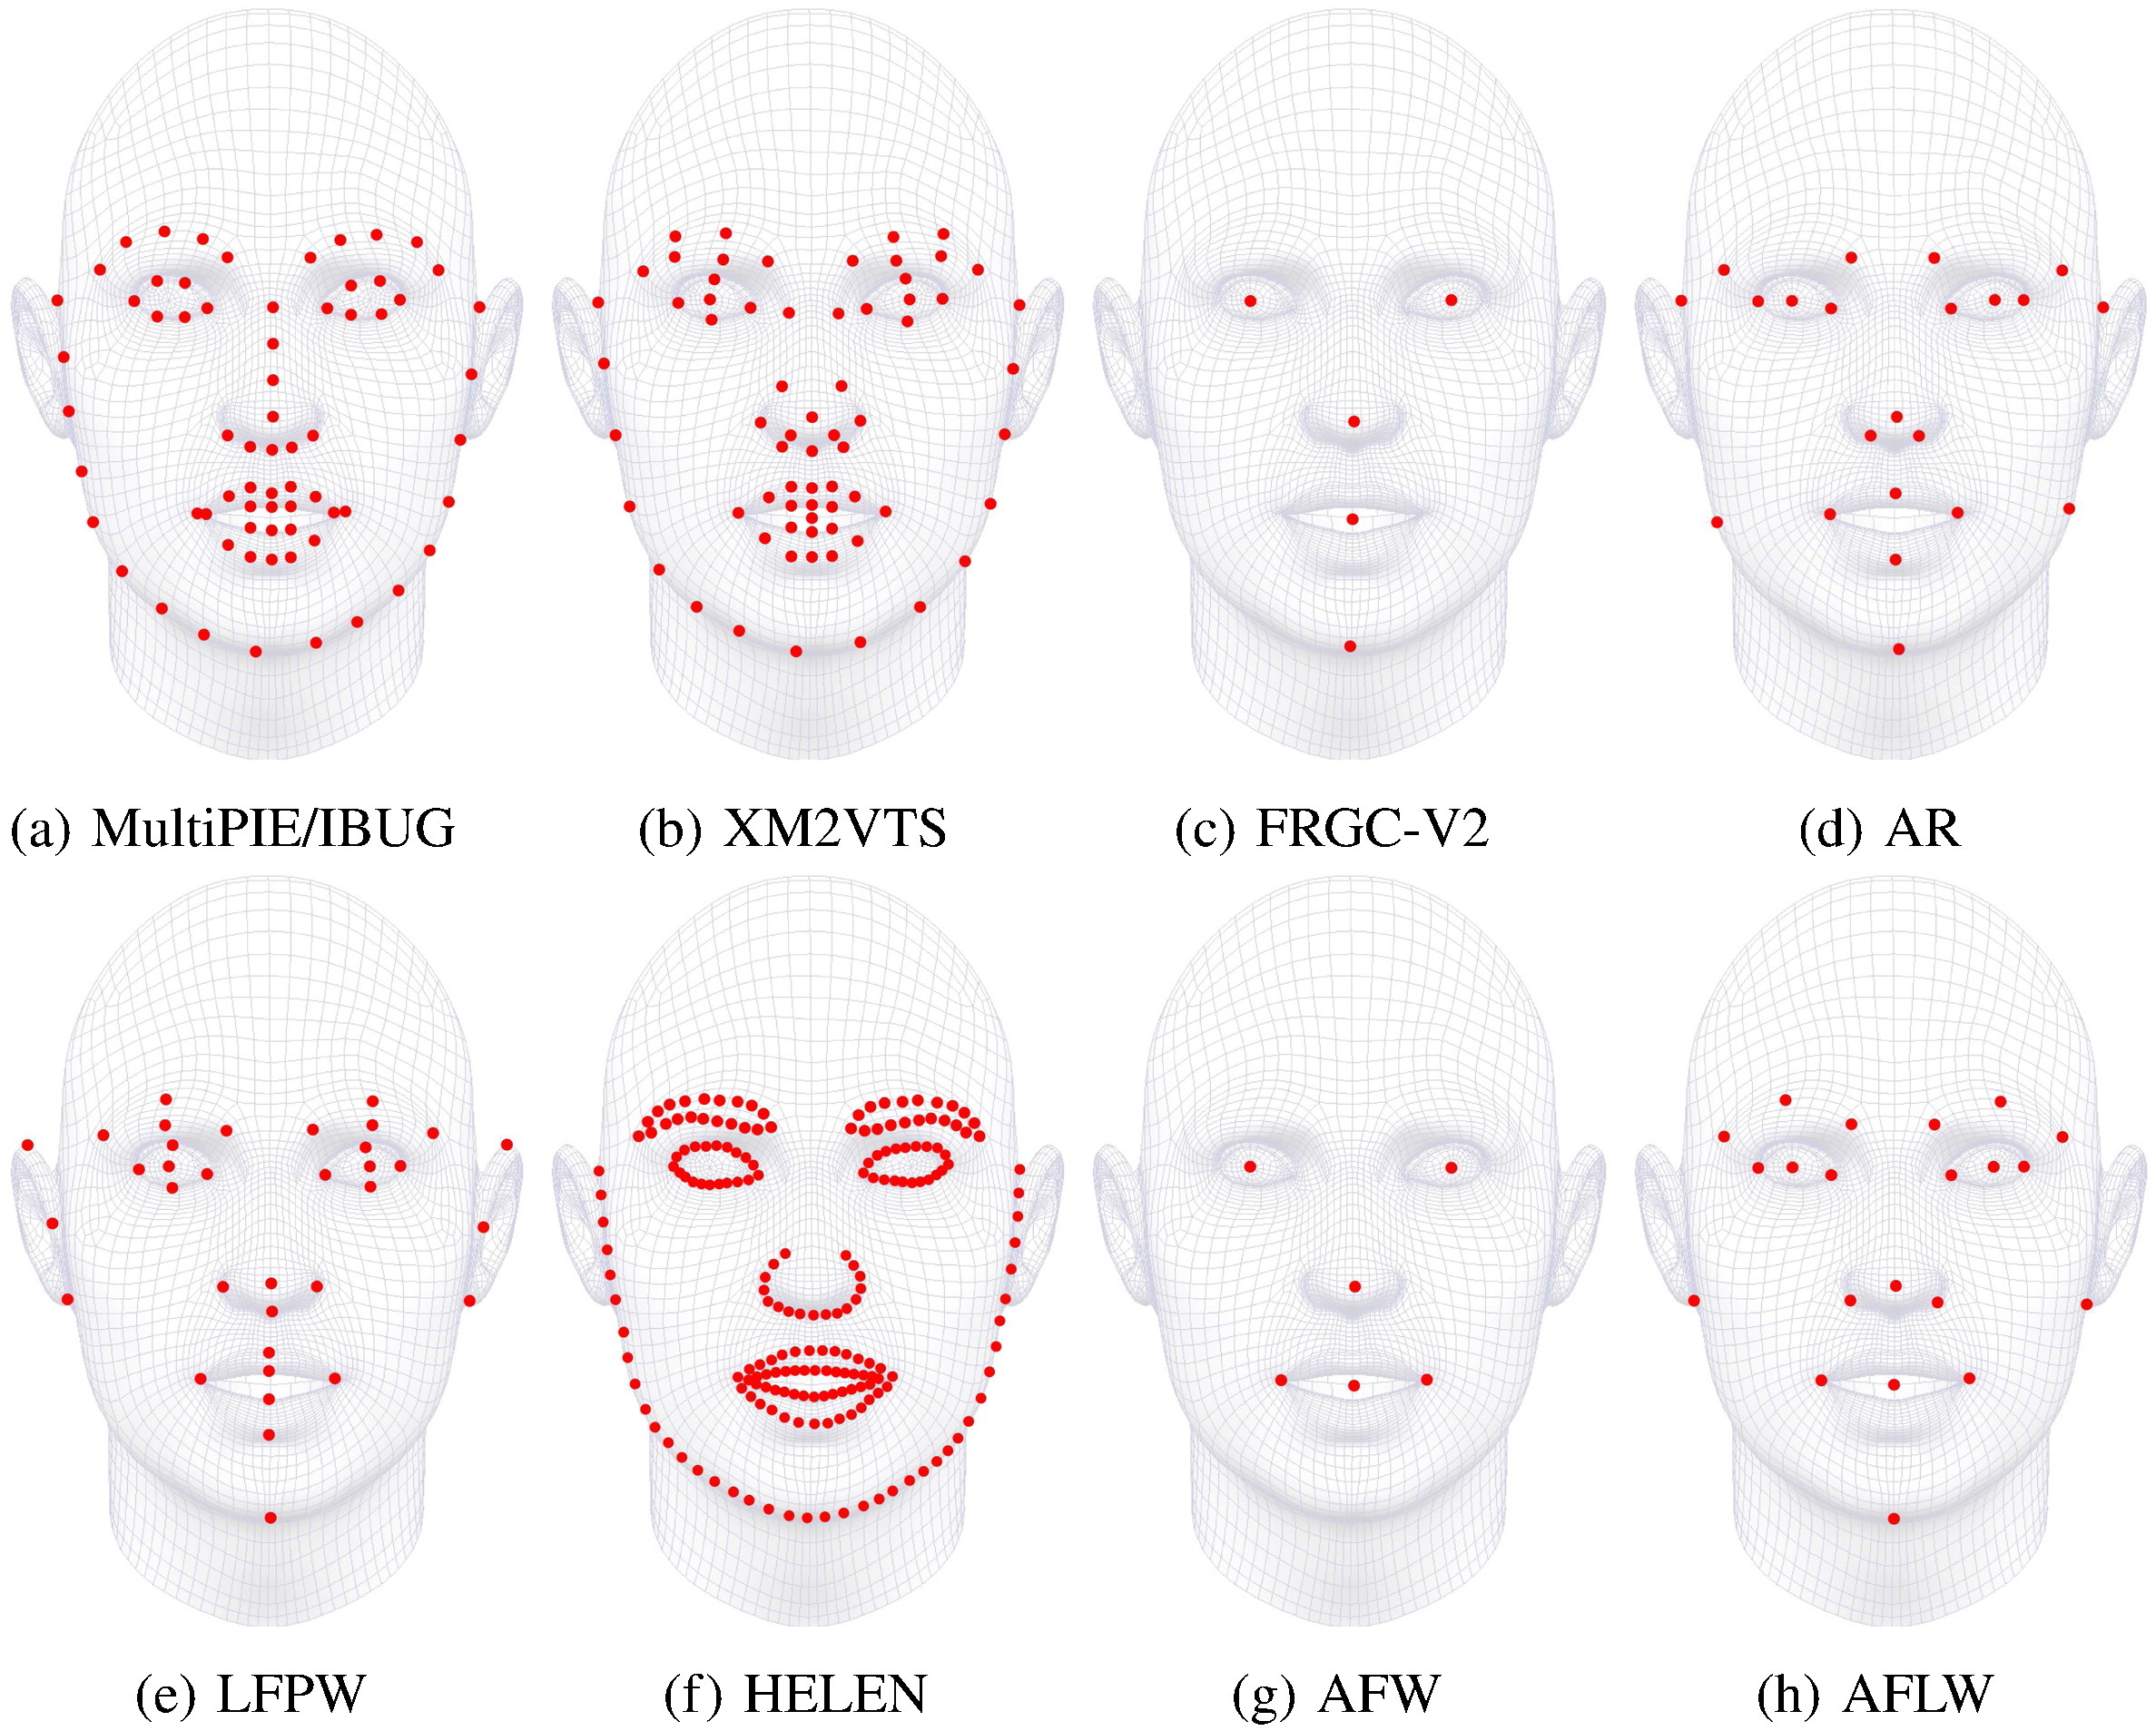 (a) MultiPIE/IBUG
(b) XM2VTS
(c) FRGC-V2
(d) AR
(e) LFPW
(f) HELEN
(g) AFW
(h) AFLW